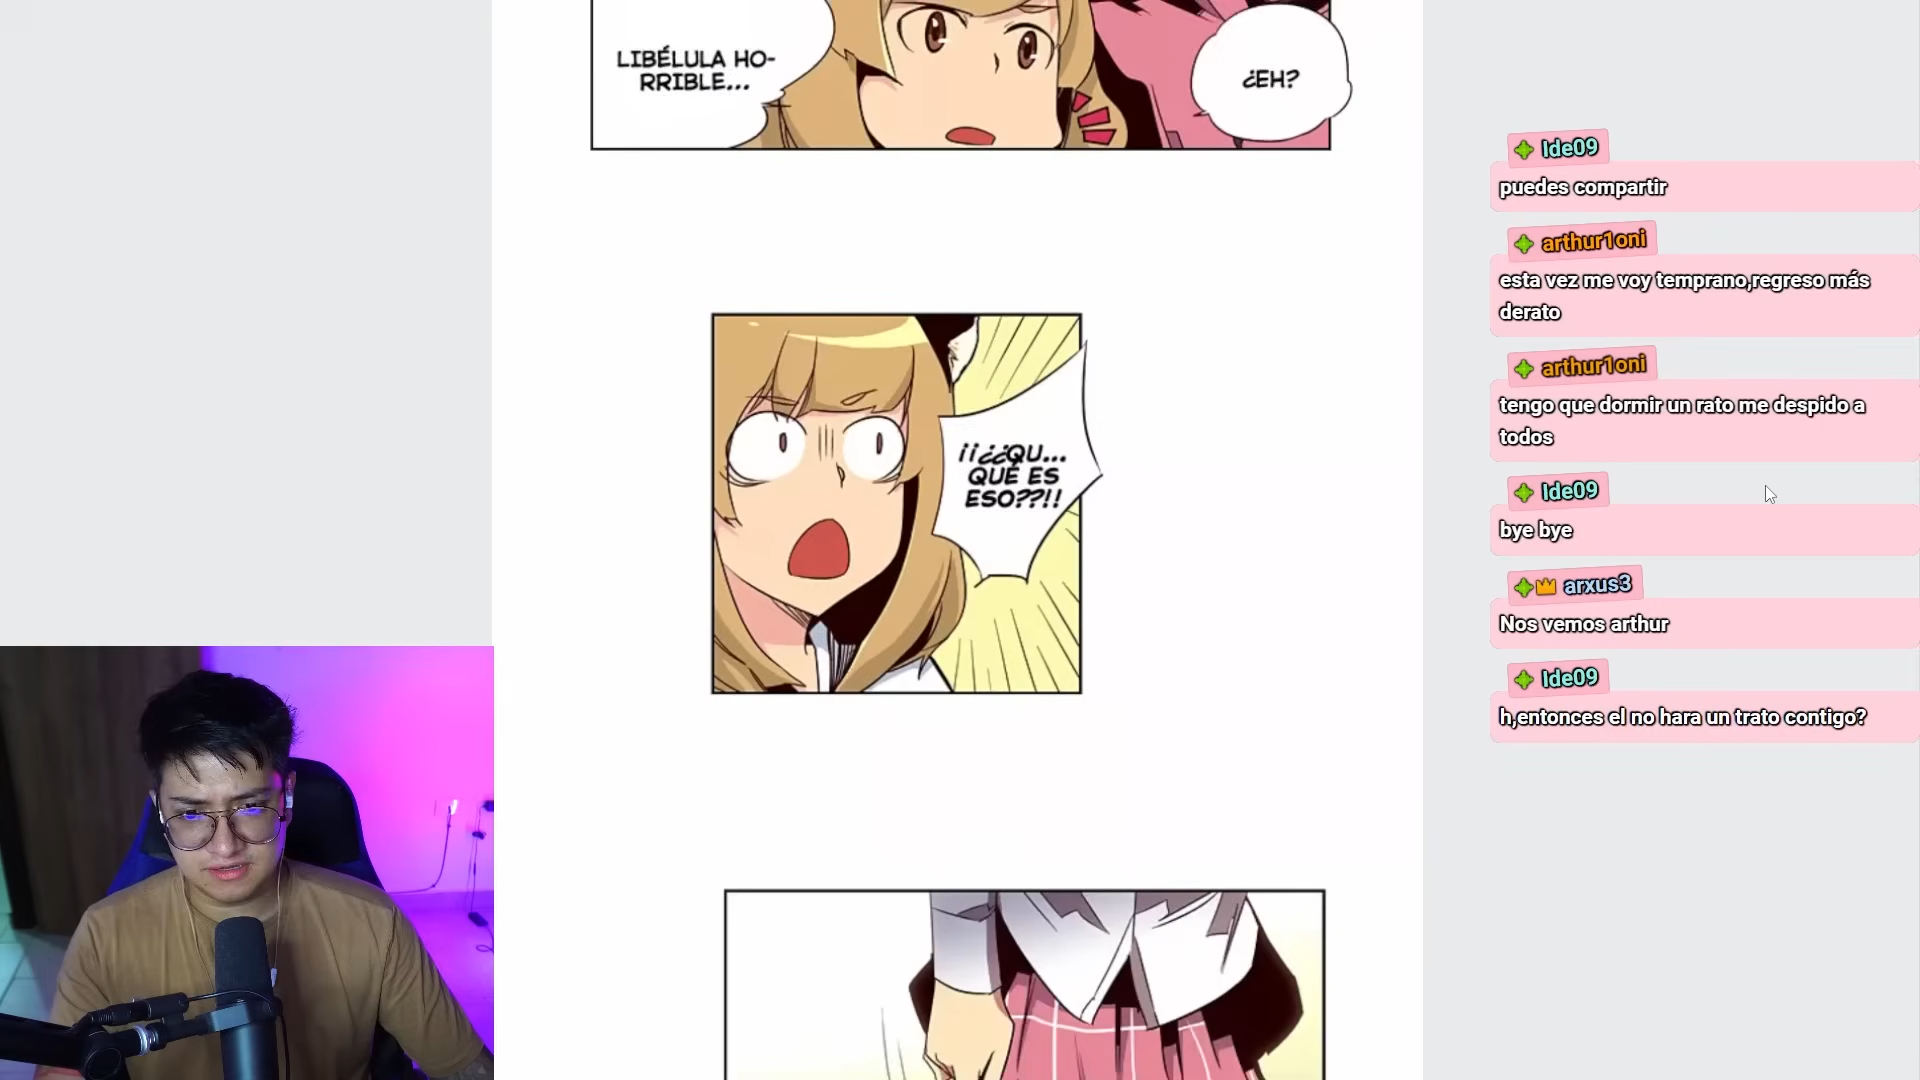 LIBÉLULA HO-
RRIBLE...
¿EH?
¡¡¿¿QU...
QUÉ ES
ESO??!!
lde09
puedes compartir
arthur1oni
esta vez me voy temprano,regreso más
derato
arthur1oni
tengo que dormir un rato me despido a
todos
lde09
bye bye
arxus3
Nos vemos arthur
lde09
h,entonces el no hara un trato contigo?